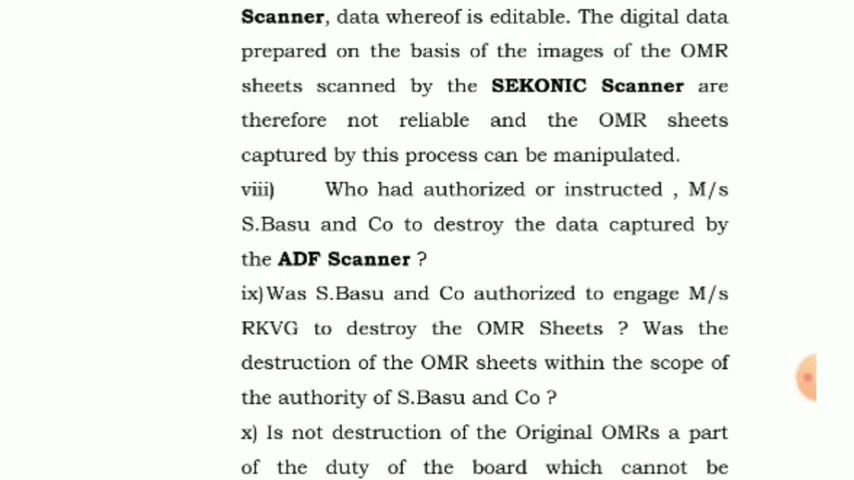 Scanner, data whereof is editable. The digital data
prepared on the basis of the images of the OMR
sheets scanned by the SEKONIC Scanner are
therefore not reliable and the OMR sheets
captured by this process can be manipulated.
viii) Who had authorized or instructed , M/s
S.Basu and Co to destroy the data captured by
the ADF Scanner ?
ix)Was S.Basu and Co authorized to engage M/s
RKVG to destroy the OMR Sheets ? Was the
destruction of the OMR sheets within the scope of
the authority of S.Basu and Co ?
x) Is not destruction of the Original OMRs a part
of the duty of the board which cannot be